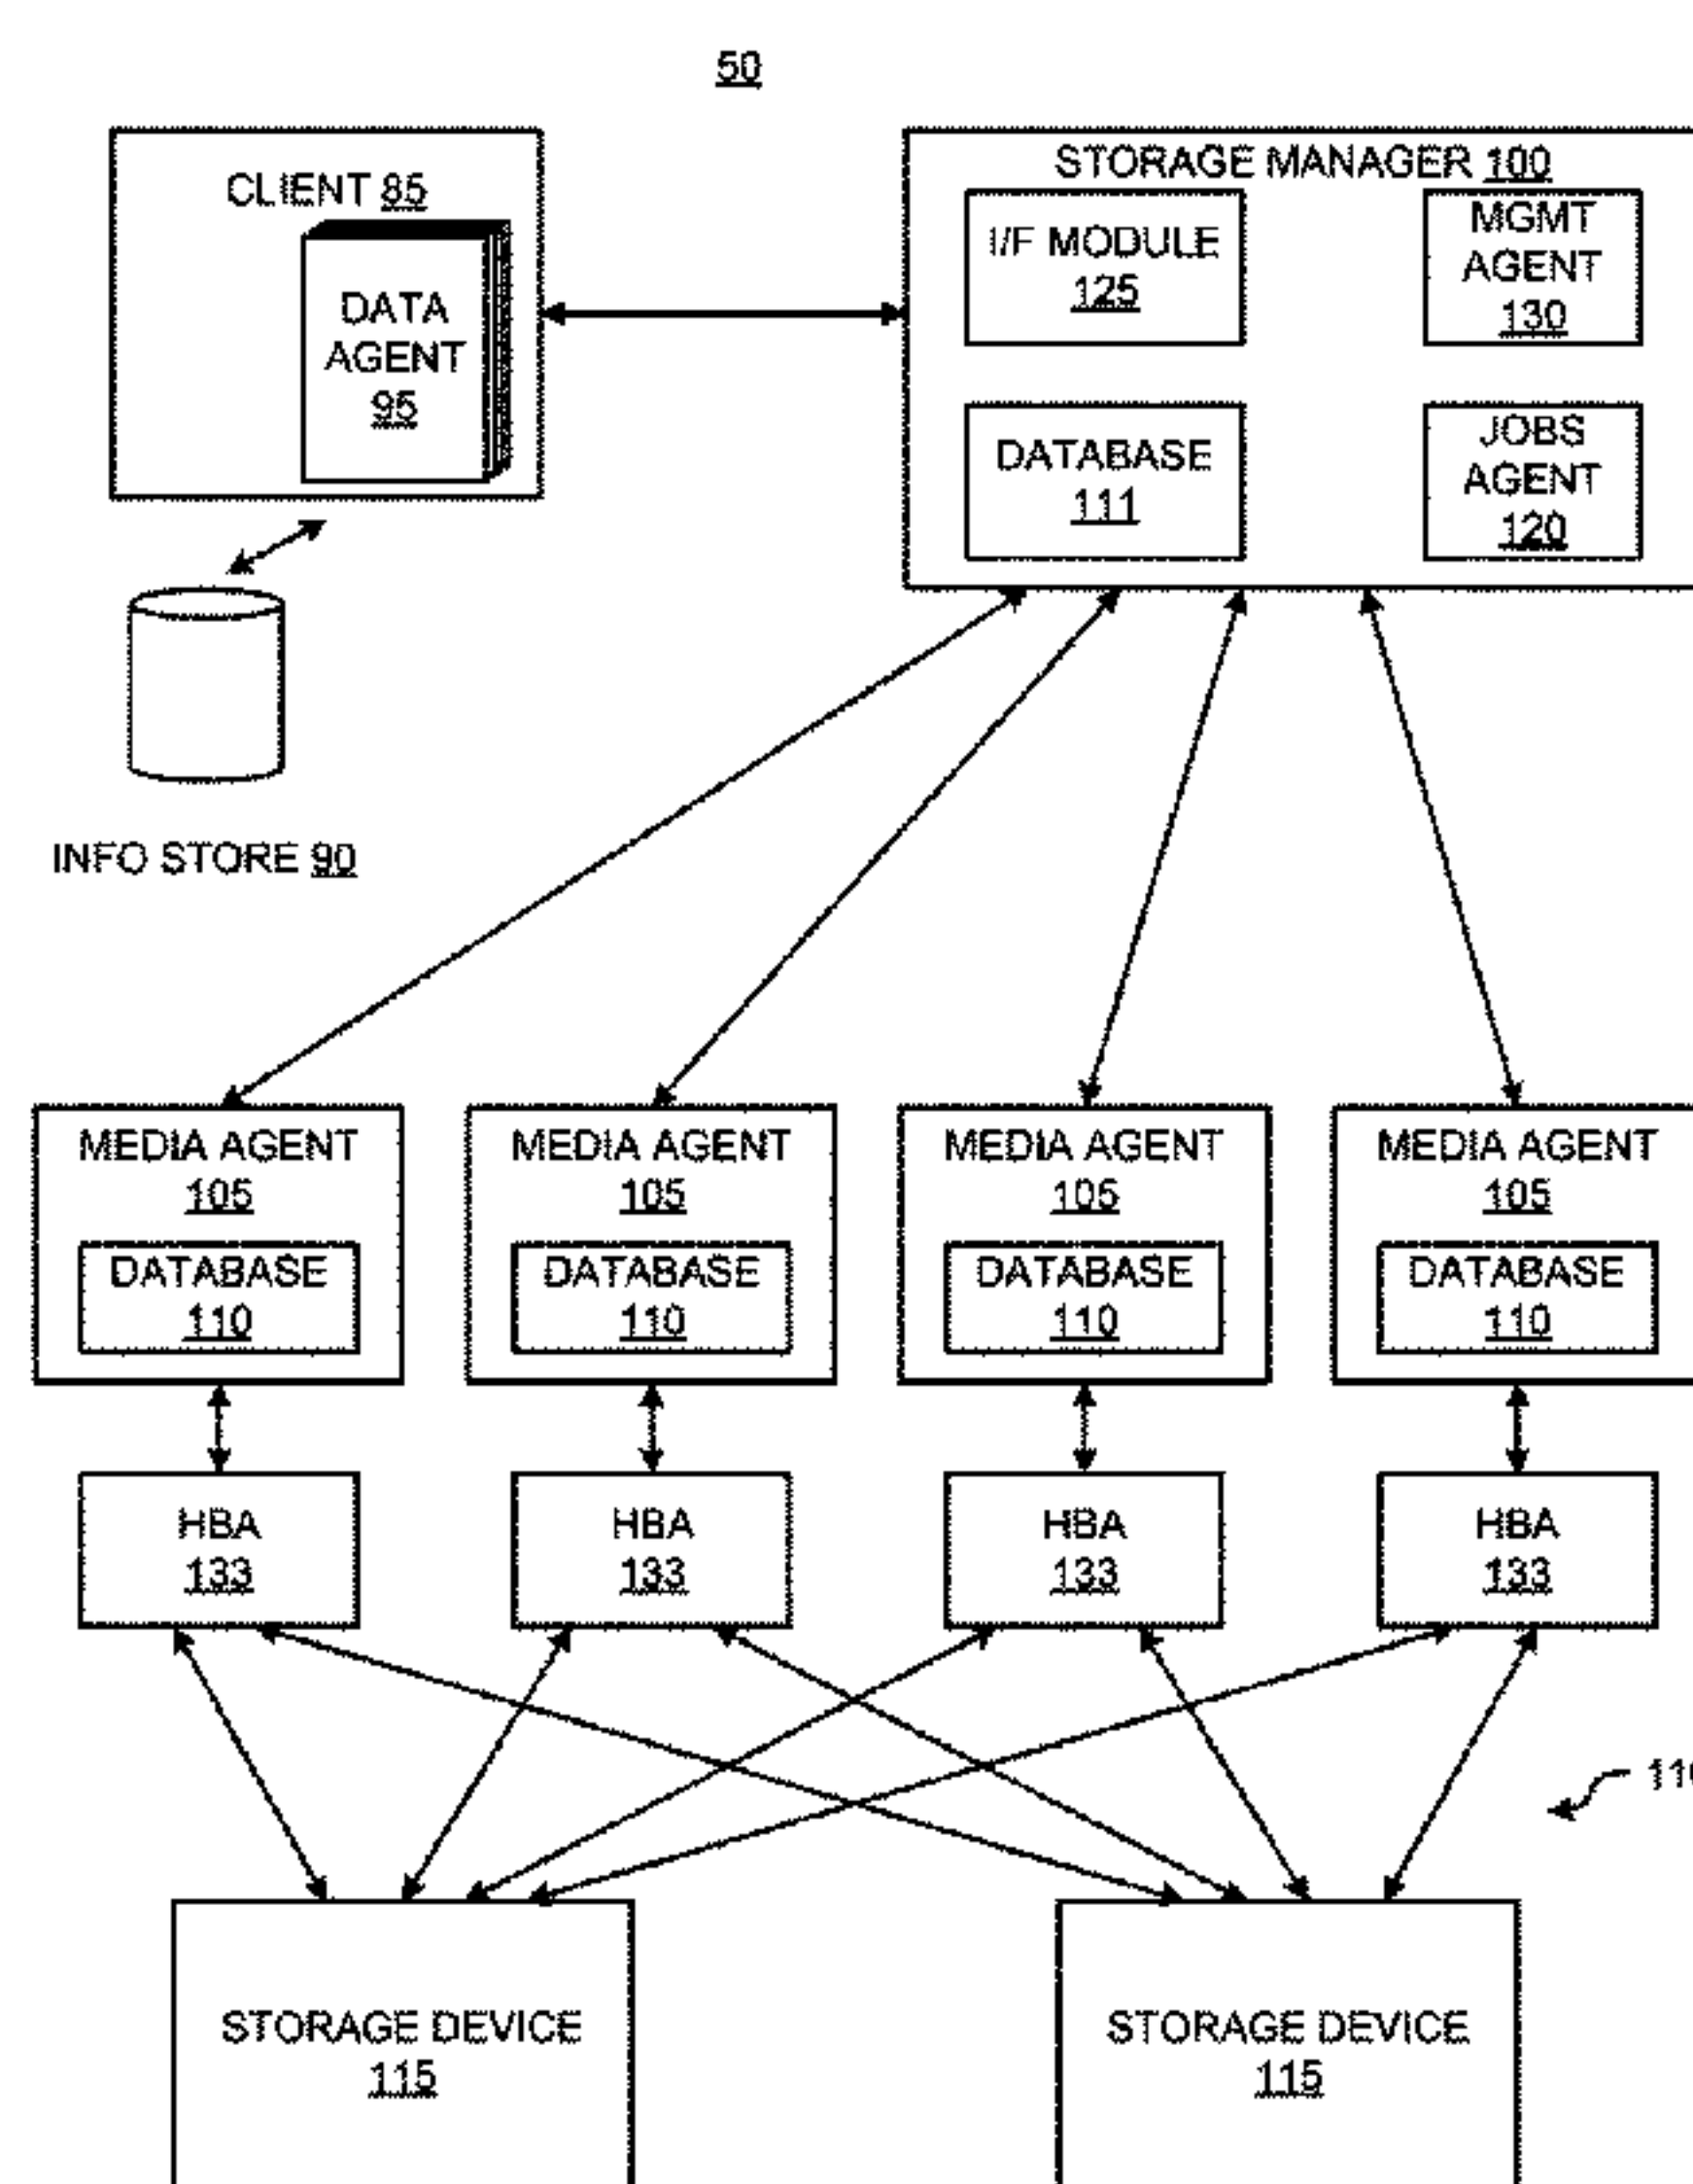 50
CLIENT 85
DATA
AGENT
95
STORAGE MANAGER 100
I/F MODULE
125
MGMT
AGENT
130
DATABASE
111
JOBS
AGENT
120
INFO STORE 90
MEDIA AGENT
105
DATABASE
110
MEDIA AGENT
105
DATABASE
110
MEDIA AGENT
105
DATABASE
110
MEDIA AGENT
105
DATABASE
110
HBA
133
HBA
133
HBA
133
HBA
133
STORAGE DEVICE
115
STORAGE DEVICE
115